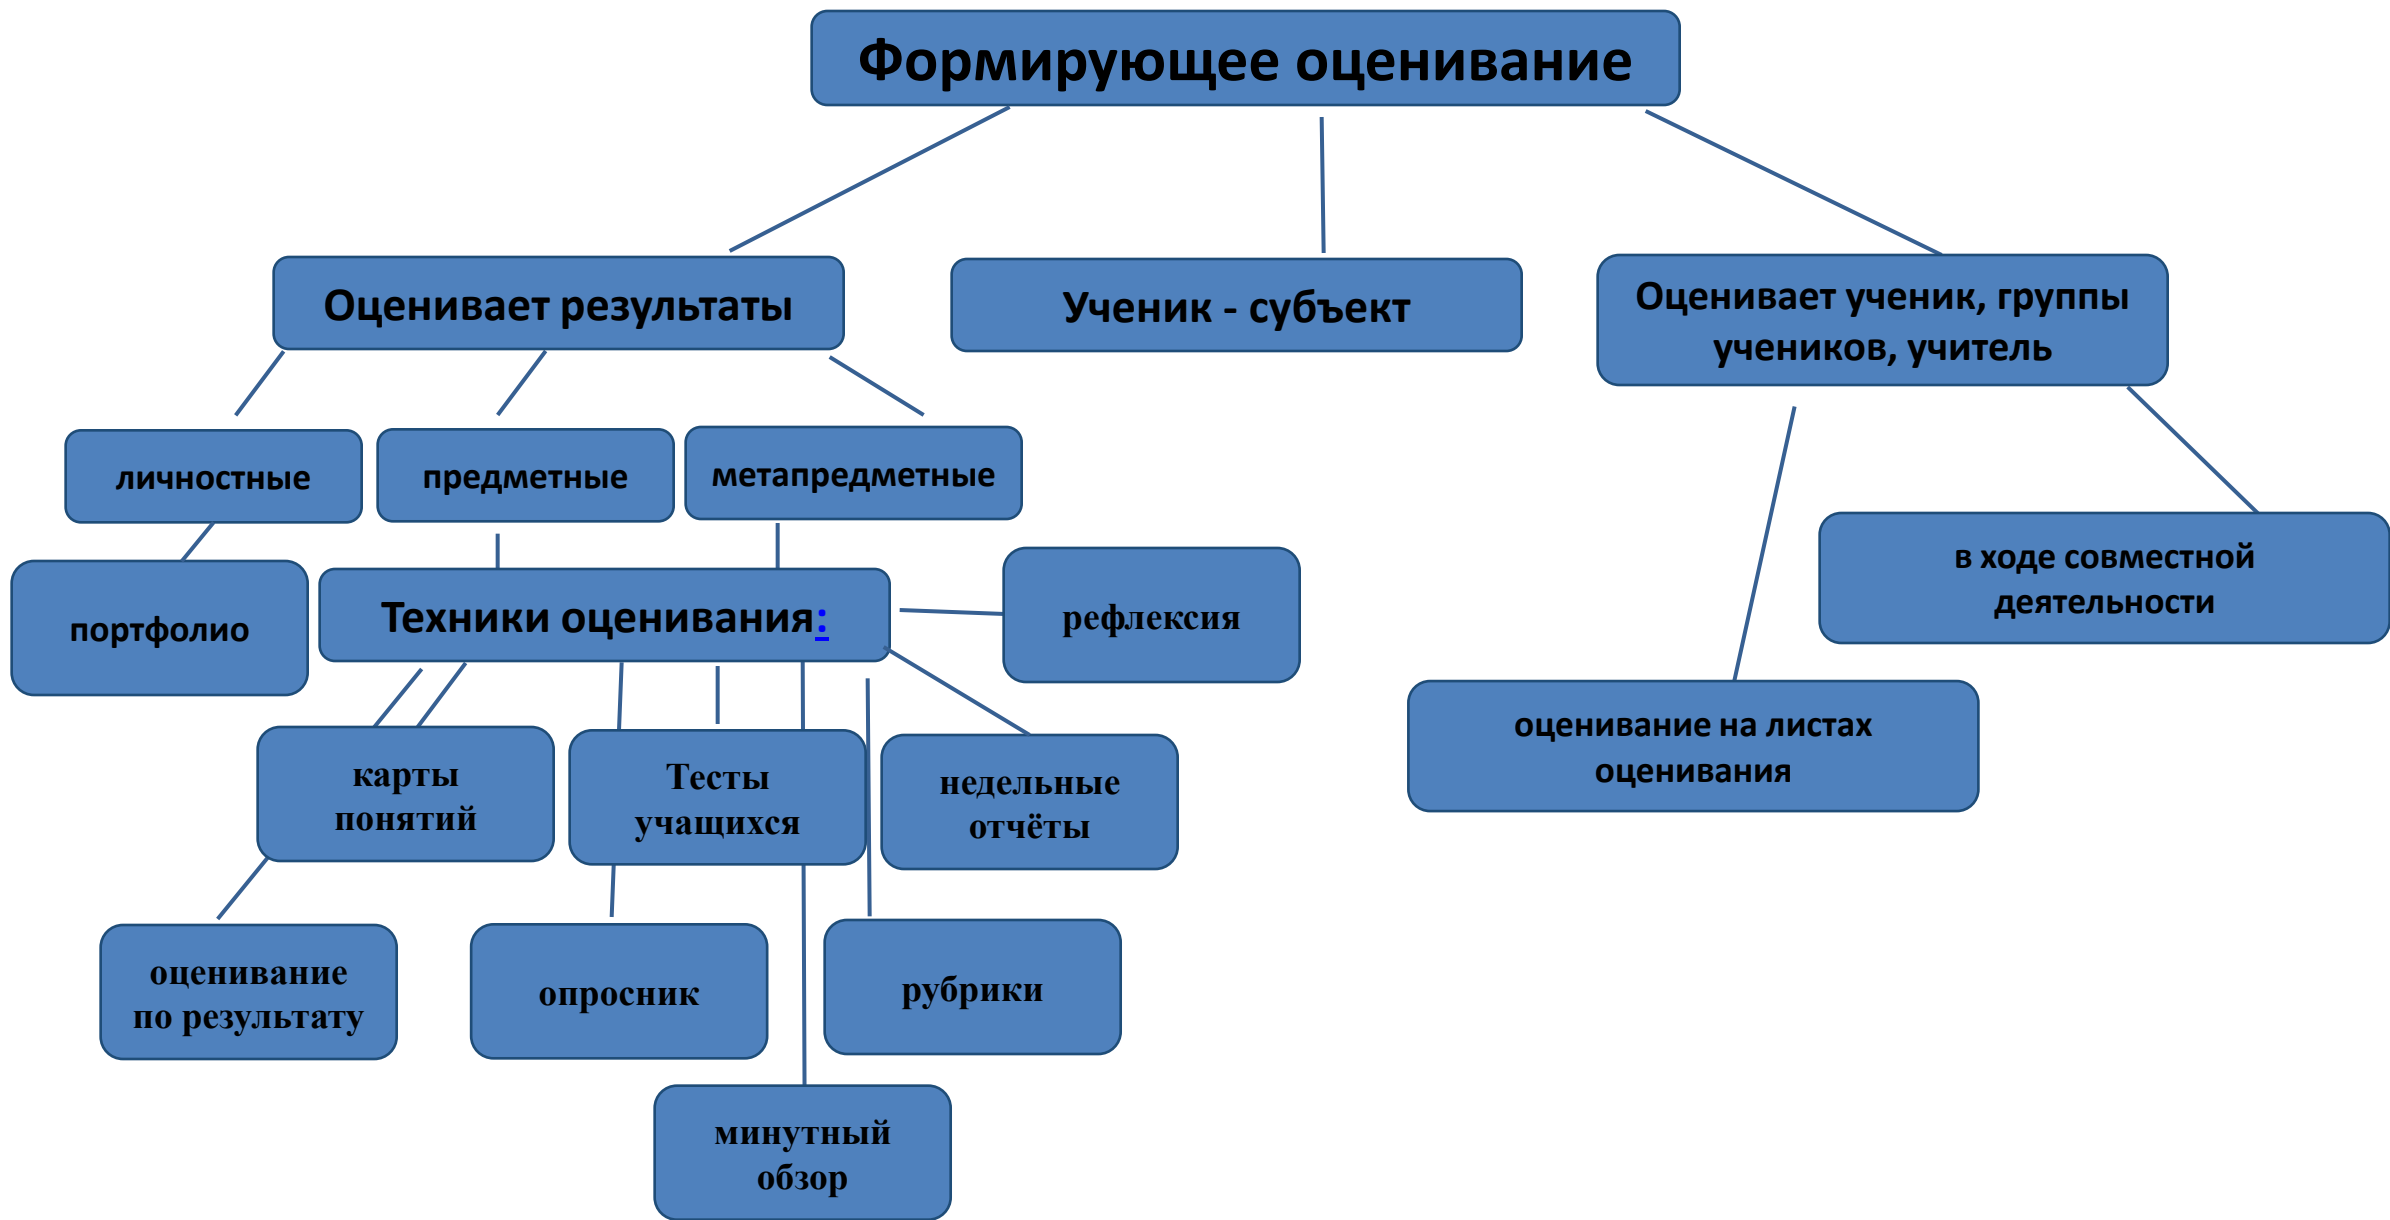 Формирующее оценивание
Оценивает результаты
Ученик - субъект
Оценивает ученик, группы
учеников, учитель
личностные
предметные
метапредметные
портфолио
Техники оценивания:
рефлексия
в ходе совместной
деятельности
карты
понятий
Тесты
учащихся
недельные
отчёты
оценивание на листах
оценивания
оценивание
по результату
опросник
рубрики
минутный
обзор